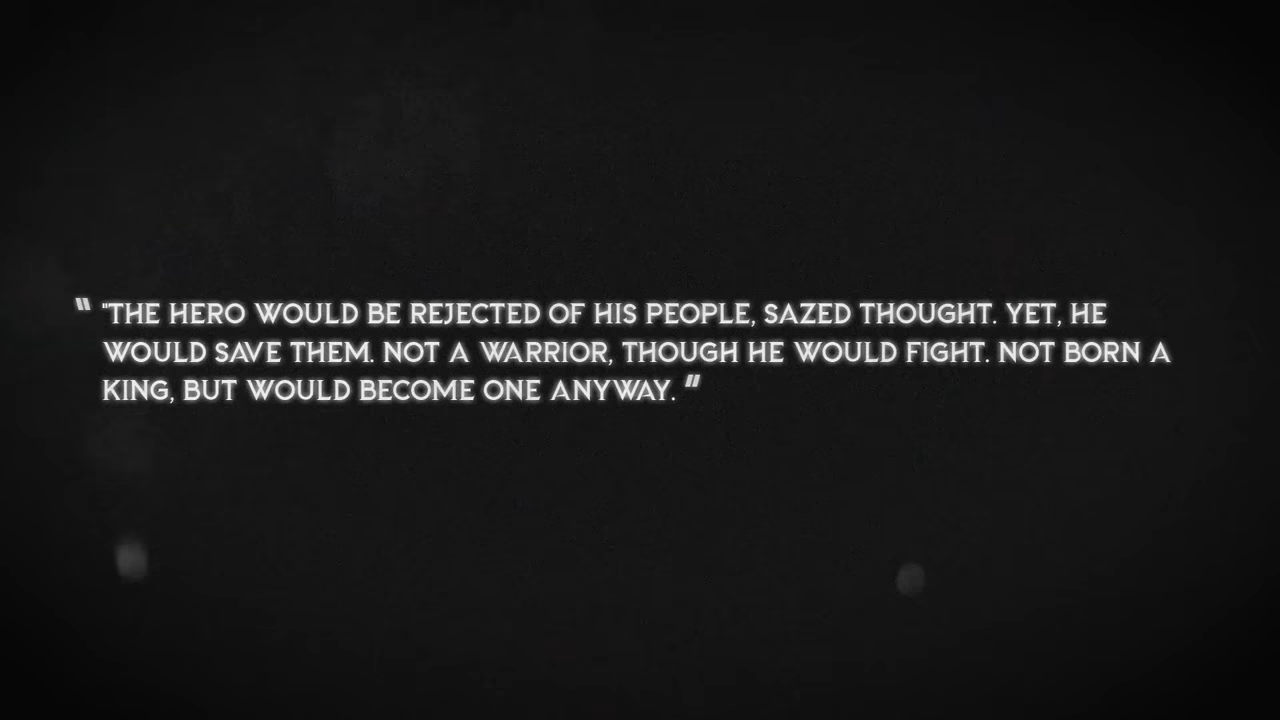 “ "THE HERO WOULD BE REJECTED OF HIS PEOPLE, SAZED THOUGHT. YET, HE
WOULD SAVE THEM. NOT A WARRIOR, THOUGH HE WOULD FIGHT. NOT BORN A
KING, BUT WOULD BECOME ONE ANYWAY. ”